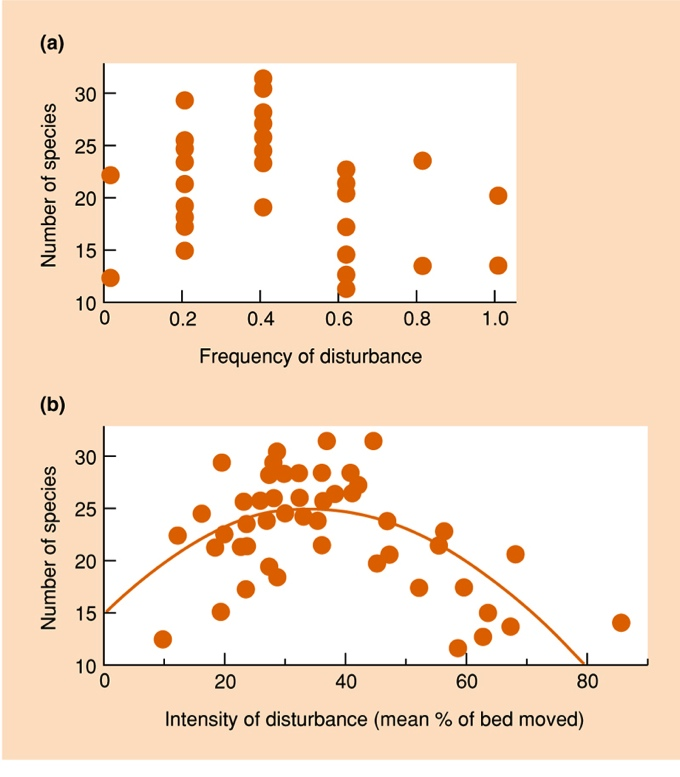 (a)
Number of species
30
25
20
15
10
0 0.2 0.4 0.6 0.8 1.0
Frequency of disturbance
(b)
Number of species
30
25
20
15
10
0 20 40 60 80
Intensity of disturbance (mean % of bed moved)